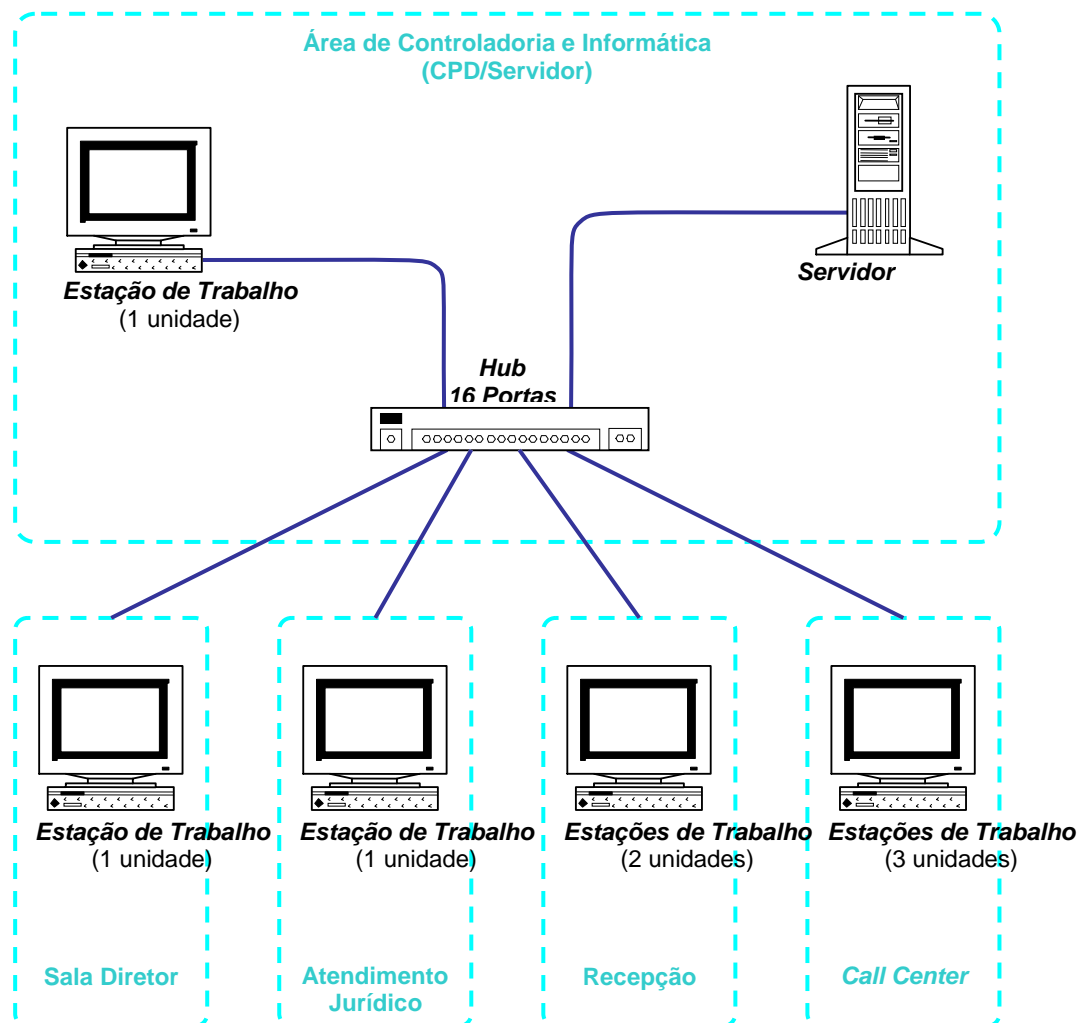 Área de Controladoria e Informática
(CPD/Servidor)
Estação de Trabalho
(1 unidade)
Servidor
Hub
16 Portas
Estação de Trabalho
(1 unidade)
Estação de Trabalho
(1 unidade)
Estações de Trabalho
(2 unidades)
Estações de Trabalho
(3 unidades)
Sala Diretor
Atendimento
Jurídico
Recepção
Call Center